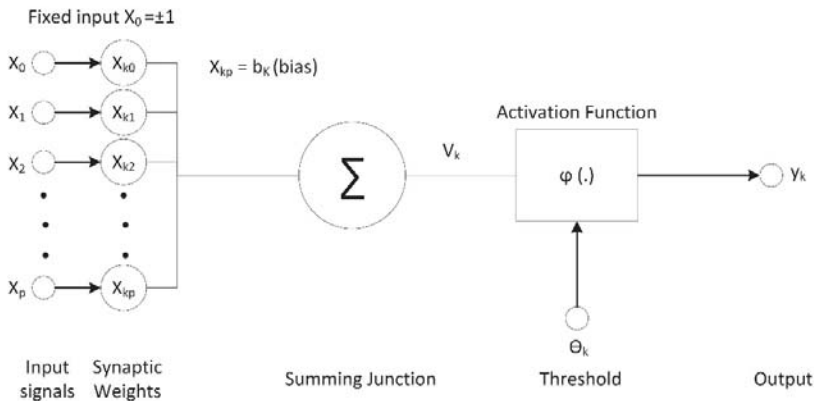 Fixed input X₀ =±1
X₀ Xₖ₀
Xₖₚ = bₖ (bias)
X₁ Xₖ₁
Activation Function
X₂ Xₖ₂
Σ
Vₖ
φ (.)
yₖ
Xₚ Xₖₚ
Θₖ
Input signals
Synaptic Weights
Summing Junction
Threshold
Output